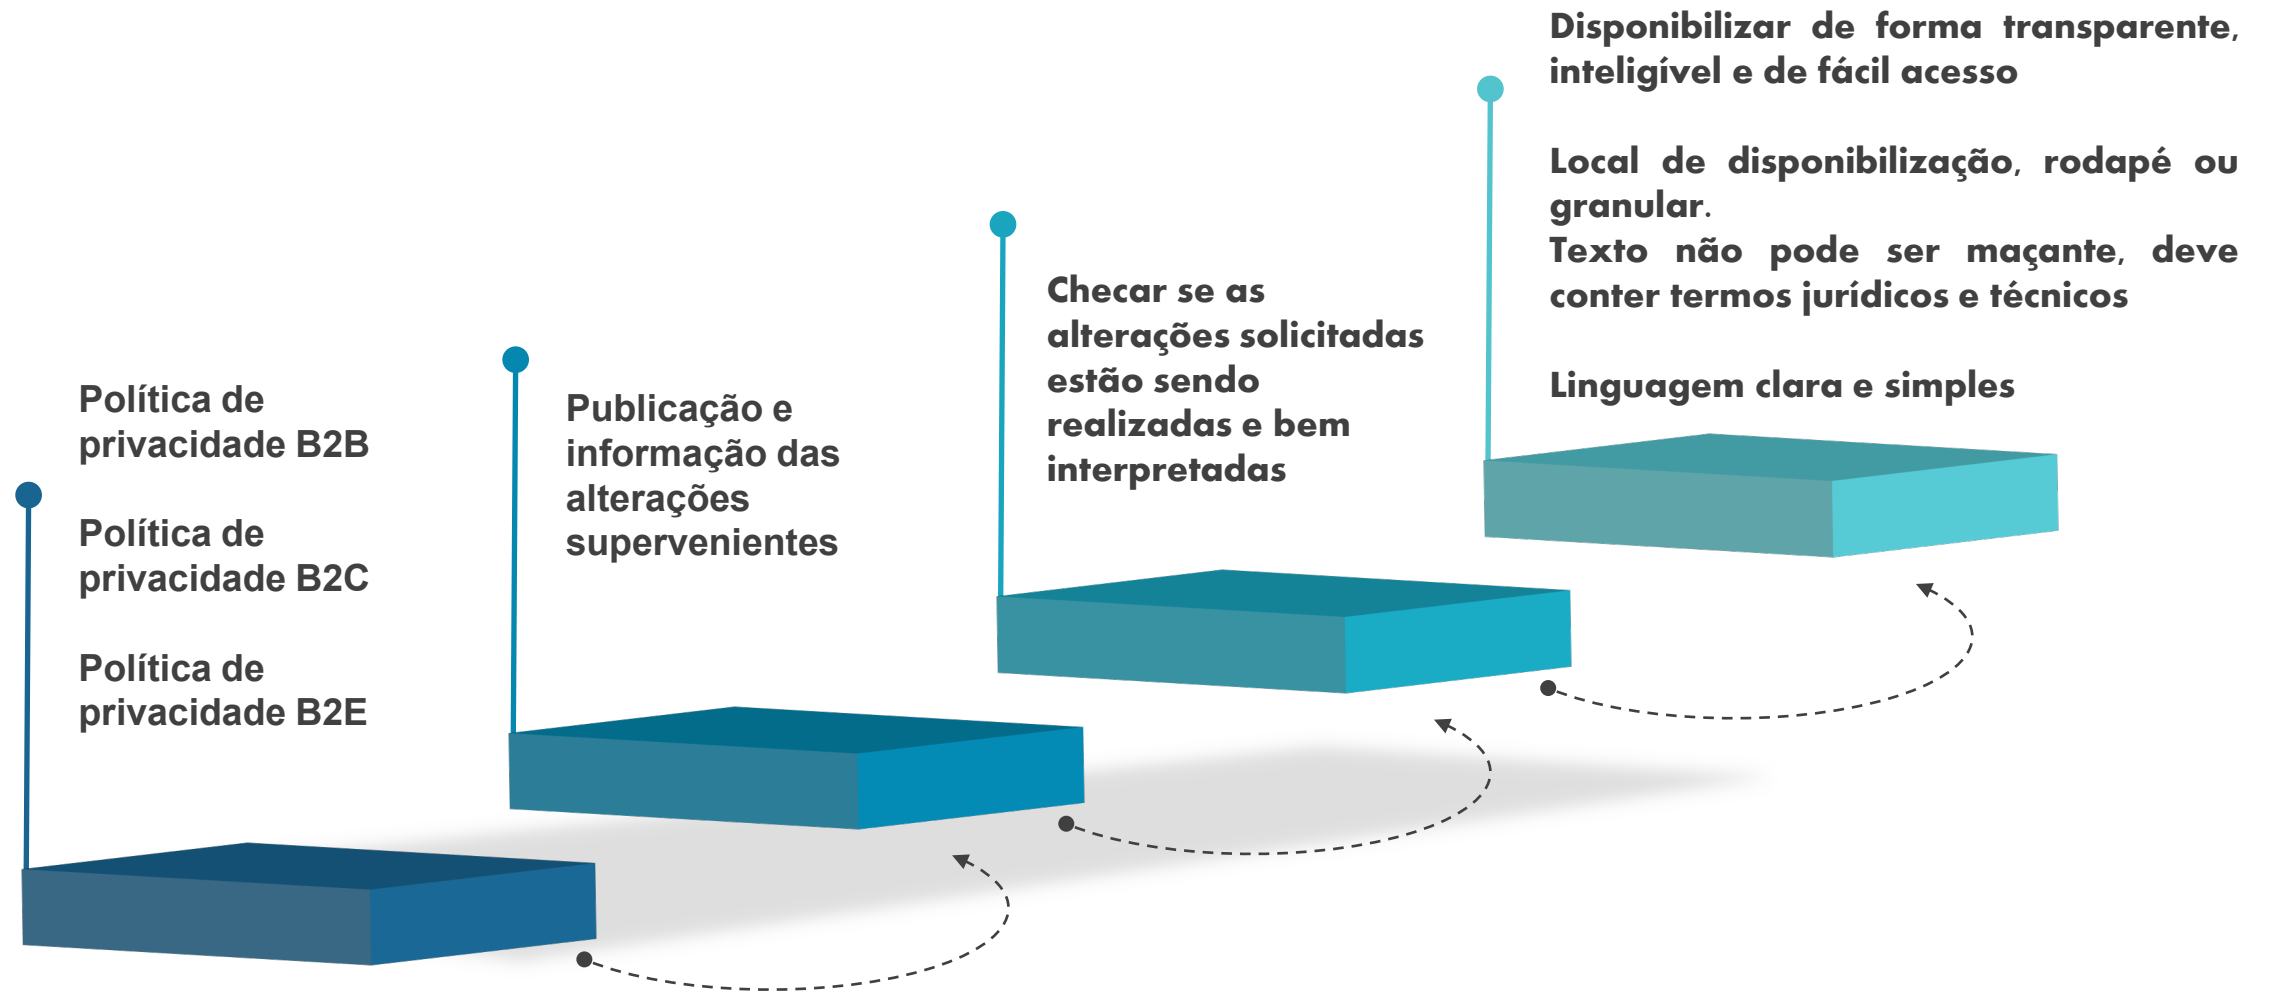 Política de
privacidade B2B
Política de
privacidade B2C
Política de
privacidade B2E
Publicação e
informação das
alterações
supervenientes
Checar se as
alterações solicitadas
estão sendo
realizadas e bem
interpretadas
Disponibilizar de forma transparente,
inteligível e de fácil acesso
Local de disponibilização, rodapé ou
granular.
Texto não pode ser maçante, deve
conter termos jurídicos e técnicos
Linguagem clara e simples